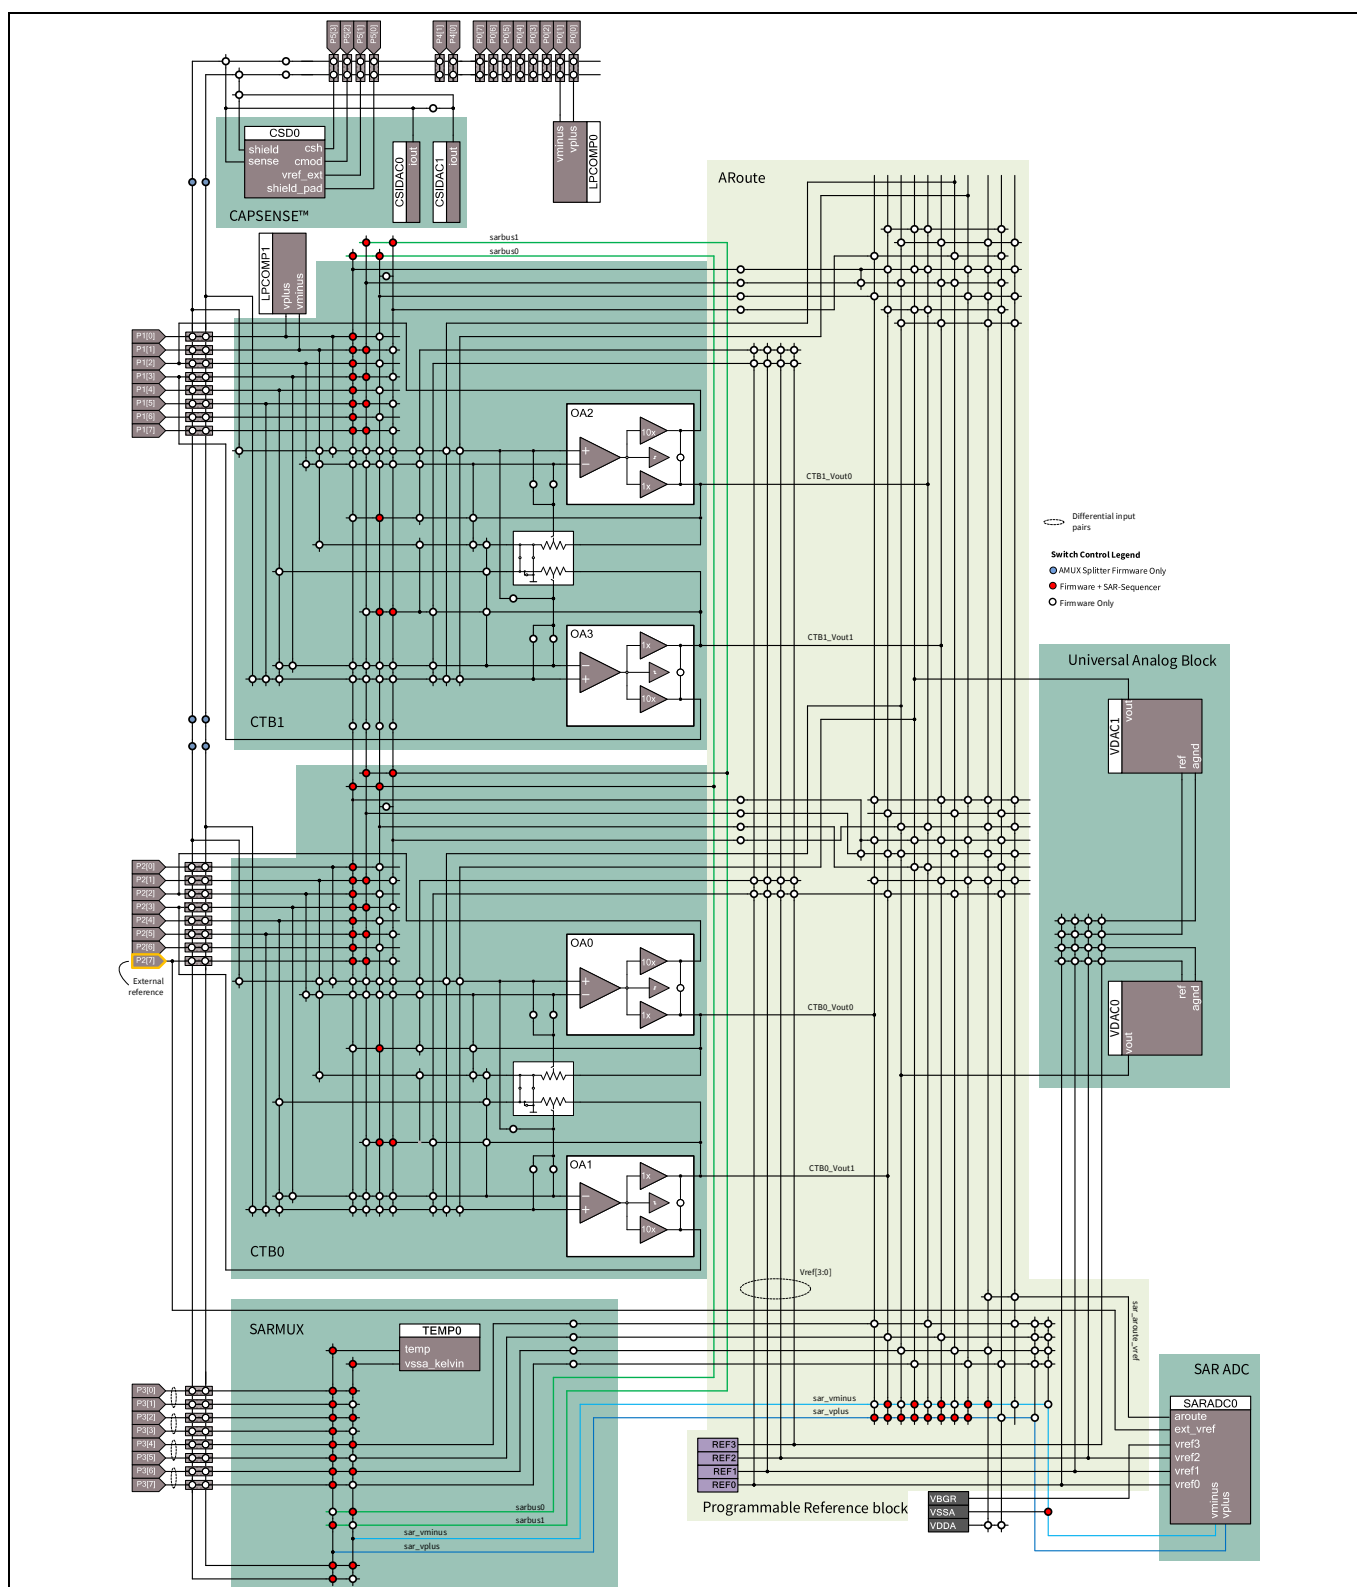 P5[3]
P5[2]
P5[1]
P5[0]
P4[1]
P4[0]
P0[7]
P0[6]
P0[5]
P0[4]
P0[3]
P0[2]
P0[1]
P0[0]
CSD0
shield
sense
csh
cmod
vref_ext
shield_pad
CAPSENSE™
CSIDAC0
iout
CSIDAC1
iout
vminus
vplus
LPCOMP0
ARoute
LPCOMP1
vplus
vminus
sarbus1
sarbus0
P1[0]
P1[1]
P1[2]
P1[3]
P1[4]
P1[5]
P1[6]
P1[7]
OA2
10x
1x
+
−
CTB1_Vout0
Differential input
pairs
Switch Control Legend
AMUX Splitter Firmware Only
Firmware + SAR-Sequencer
Firmware Only
OA3
1x
10x
−
+
CTB1_Vout1
CTB1
Universal Analog Block
VDAC1
vout
ref
agnd
P2[0]
P2[1]
P2[2]
P2[3]
P2[4]
P2[5]
P2[6]
P2[7]
External
reference
OA0
10x
1x
+
−
CTB0_Vout0
VDAC0
vout
ref
agnd
OA1
1x
10x
−
+
CTB0_Vout1
CTB0
Vref[3:0]
sar_aroute_vref
SARMUX
TEMP0
temp
vssa_kelvin
P3[0]
P3[1]
P3[2]
P3[3]
P3[4]
P3[5]
P3[6]
P3[7]
sar_vminus
sar_vplus
SAR ADC
SARADC0
aroute
ext_vref
vref3
vref2
vref1
vref0
vminus
vplus
REF3
REF2
REF1
REF0
Programmable Reference block
VBGR
VSSA
VDDA
sarbus0
sarbus1
sar_vminus
sar_vplus